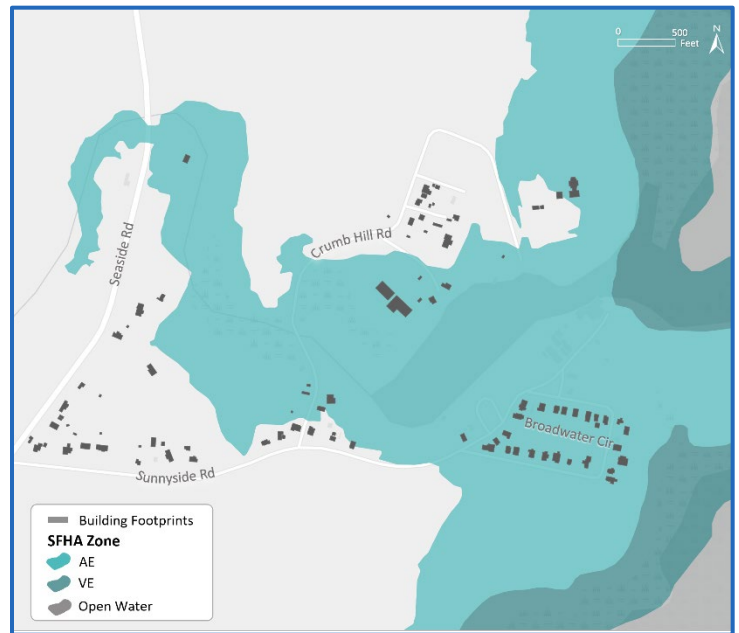 0 500
Feet
N
Seaside Rd
Crumb Hill Rd
Broadwater Cir
Sunnyside Rd
Building Footprints
SFHA Zone
AE
VE
Open Water